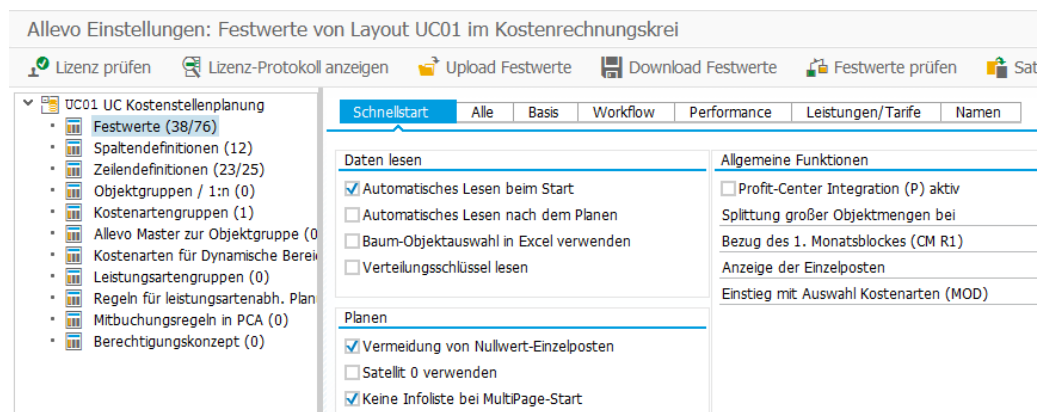 Allevo Einstellungen: Festwerte von Layout UC01 im Kostenrechnungskrei
Lizenz prüfen Lizenz-Protokoll anzeigen Upload Festwerte Download Festwerte Festwerte prüfen Sat
UC01 UC Kostenstellenplanung
Festwerte (38/76)
Spaltendefinitionen (12)
Zeilendefinitionen (23/25)
Objektgruppen / 1:n (0)
Kostenartengruppen (1)
Allevo Master zur Objektgruppe (0
Kostenarten für Dynamische Berei
Leistungsartengruppen (0)
Regeln für leistungsartenabh. Plan
Mitbuchungsregeln in PCA (0)
Berechtigungskonzept (0)
Schnellstart Alle Basis Workflow Performance Leistungen/Tarife Namen
Daten lesen
Automatisches Lesen beim Start
Automatisches Lesen nach dem Planen
Baum-Objektauswahl in Excel verwenden
Verteilungsschlüssel lesen
Planen
Vermeidung von Nullwert-Einzelposten
Satellit 0 verwenden
Keine Infoliste bei MultiPage-Start
Allgemeine Funktionen
Profit-Center Integration (P) aktiv
Splittung großer Objektmengen bei
Bezug des 1. Monatsblockes (CM R1)
Anzeige der Einzelposten
Einstieg mit Auswahl Kostenarten (MOD)